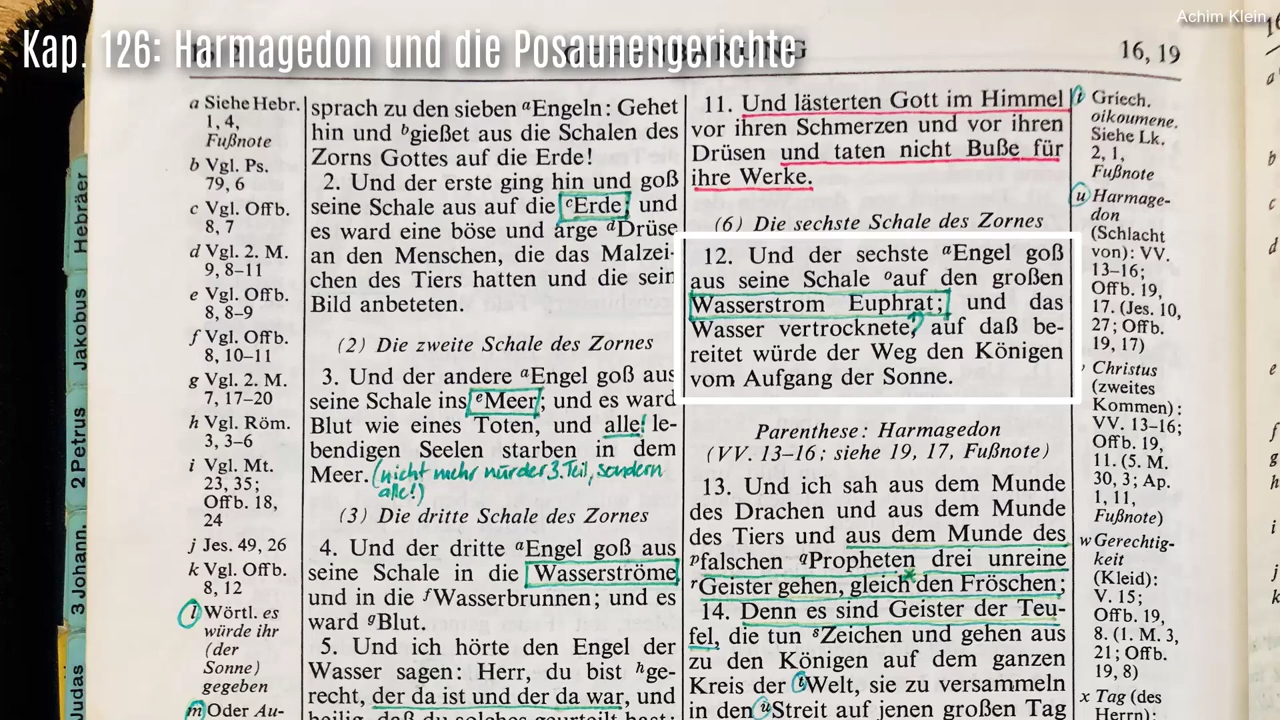 Achim Klein
Kap. 126: Harmagedon und die Posaunengerichte
16, 19
a Siehe Hebr.
1, 4,
Fußnote
b Vgl. Ps.
79, 6
c Vgl. Offb.
8, 7
d Vgl. 2. M.
9, 8–11
e Vgl. Offb.
8, 8–9
f Vgl. Offb.
8, 10–11
g Vgl. 2. M.
7, 17–20
h Vgl. Röm.
3, 3–6
i Vgl. Mt.
23, 35;
Offb. 18,
24
j Jes. 49, 26
k Vgl. Offb.
8, 12
l Wörtl. es
würde ihr
(der
Sonne)
gegeben
m Oder Au-
sprach zu den sieben aEngeln: Gehet
hin und bgießet aus die Schalen des
Zorns Gottes auf die Erde!
2. Und der erste ging hin und goß
seine Schale aus auf die cErde; und
es ward eine böse und arge dDrüse
an den Menschen, die das Malzei-
chen des Tiers hatten und die sein
Bild anbeteten.
(2) Die zweite Schale des Zornes
3. Und der andere aEngel goß aus
seine Schale ins eMeer; und es ward
Blut wie eines Toten, und alle! le-
bendigen Seelen starben in dem
Meer. (nicht mehr nur der 3. Teil, sondern
alle!)
(3) Die dritte Schale des Zornes
4. Und der dritte aEngel goß aus
seine Schale in die Wasserströme
und in die fWasserbrunnen; und es
ward gBlut.
5. Und ich hörte den Engel der
Wasser sagen: Herr, du bist hge-
recht, der da ist und der da war, und
heilig, daß du solches geurteilt hast;
11. Und lästerten Gott im Himmel
vor ihren Schmerzen und vor ihren
Drüsen und taten nicht Buße für
ihre Werke.
(6) Die sechste Schale des Zornes
12. Und der sechste aEngel goß
aus seine Schale oauf den großen
Wasserstrom Euphrat; und das
Wasser vertrocknete, auf daß be-
reitet würde der Weg den Königen
vom Aufgang der Sonne.
Parenthese: Harmagedon
(VV. 13–16; siehe 19, 17, Fußnote)
13. Und ich sah aus dem Munde
des Drachen und aus dem Munde
des Tiers und aus dem Munde des
pfalschen qPropheten drei unreine
rGeister gehen, gleich den Fröschen;
14. Denn es sind Geister der Teu-
fel, die tun sZeichen und gehen aus
zu den Königen auf dem ganzen
Kreis der tWelt, sie zu versammeln
in den uStreit auf jenen großen Tag
Griech.
oikoumene.
Siehe Lk.
2, 1,
Fußnote
u Harmage-
don
(Schlacht
von): VV.
13–16;
Offb. 19,
17. (Jes. 10,
27; Offb.
19, 17)
Christus
(zweites
Kommen):
VV. 13–16;
Offb. 19,
11. (5. M.
30, 3; Ap.
1, 11,
Fußnote)
w Gerechtig-
keit
(Kleid):
V. 15;
Offb. 19,
8. (1. M. 3,
21; Offb.
19, 8)
x Tag (des
Herrn):
Hebräer
Jakobus
2 Petrus
3 Johann.
Judas